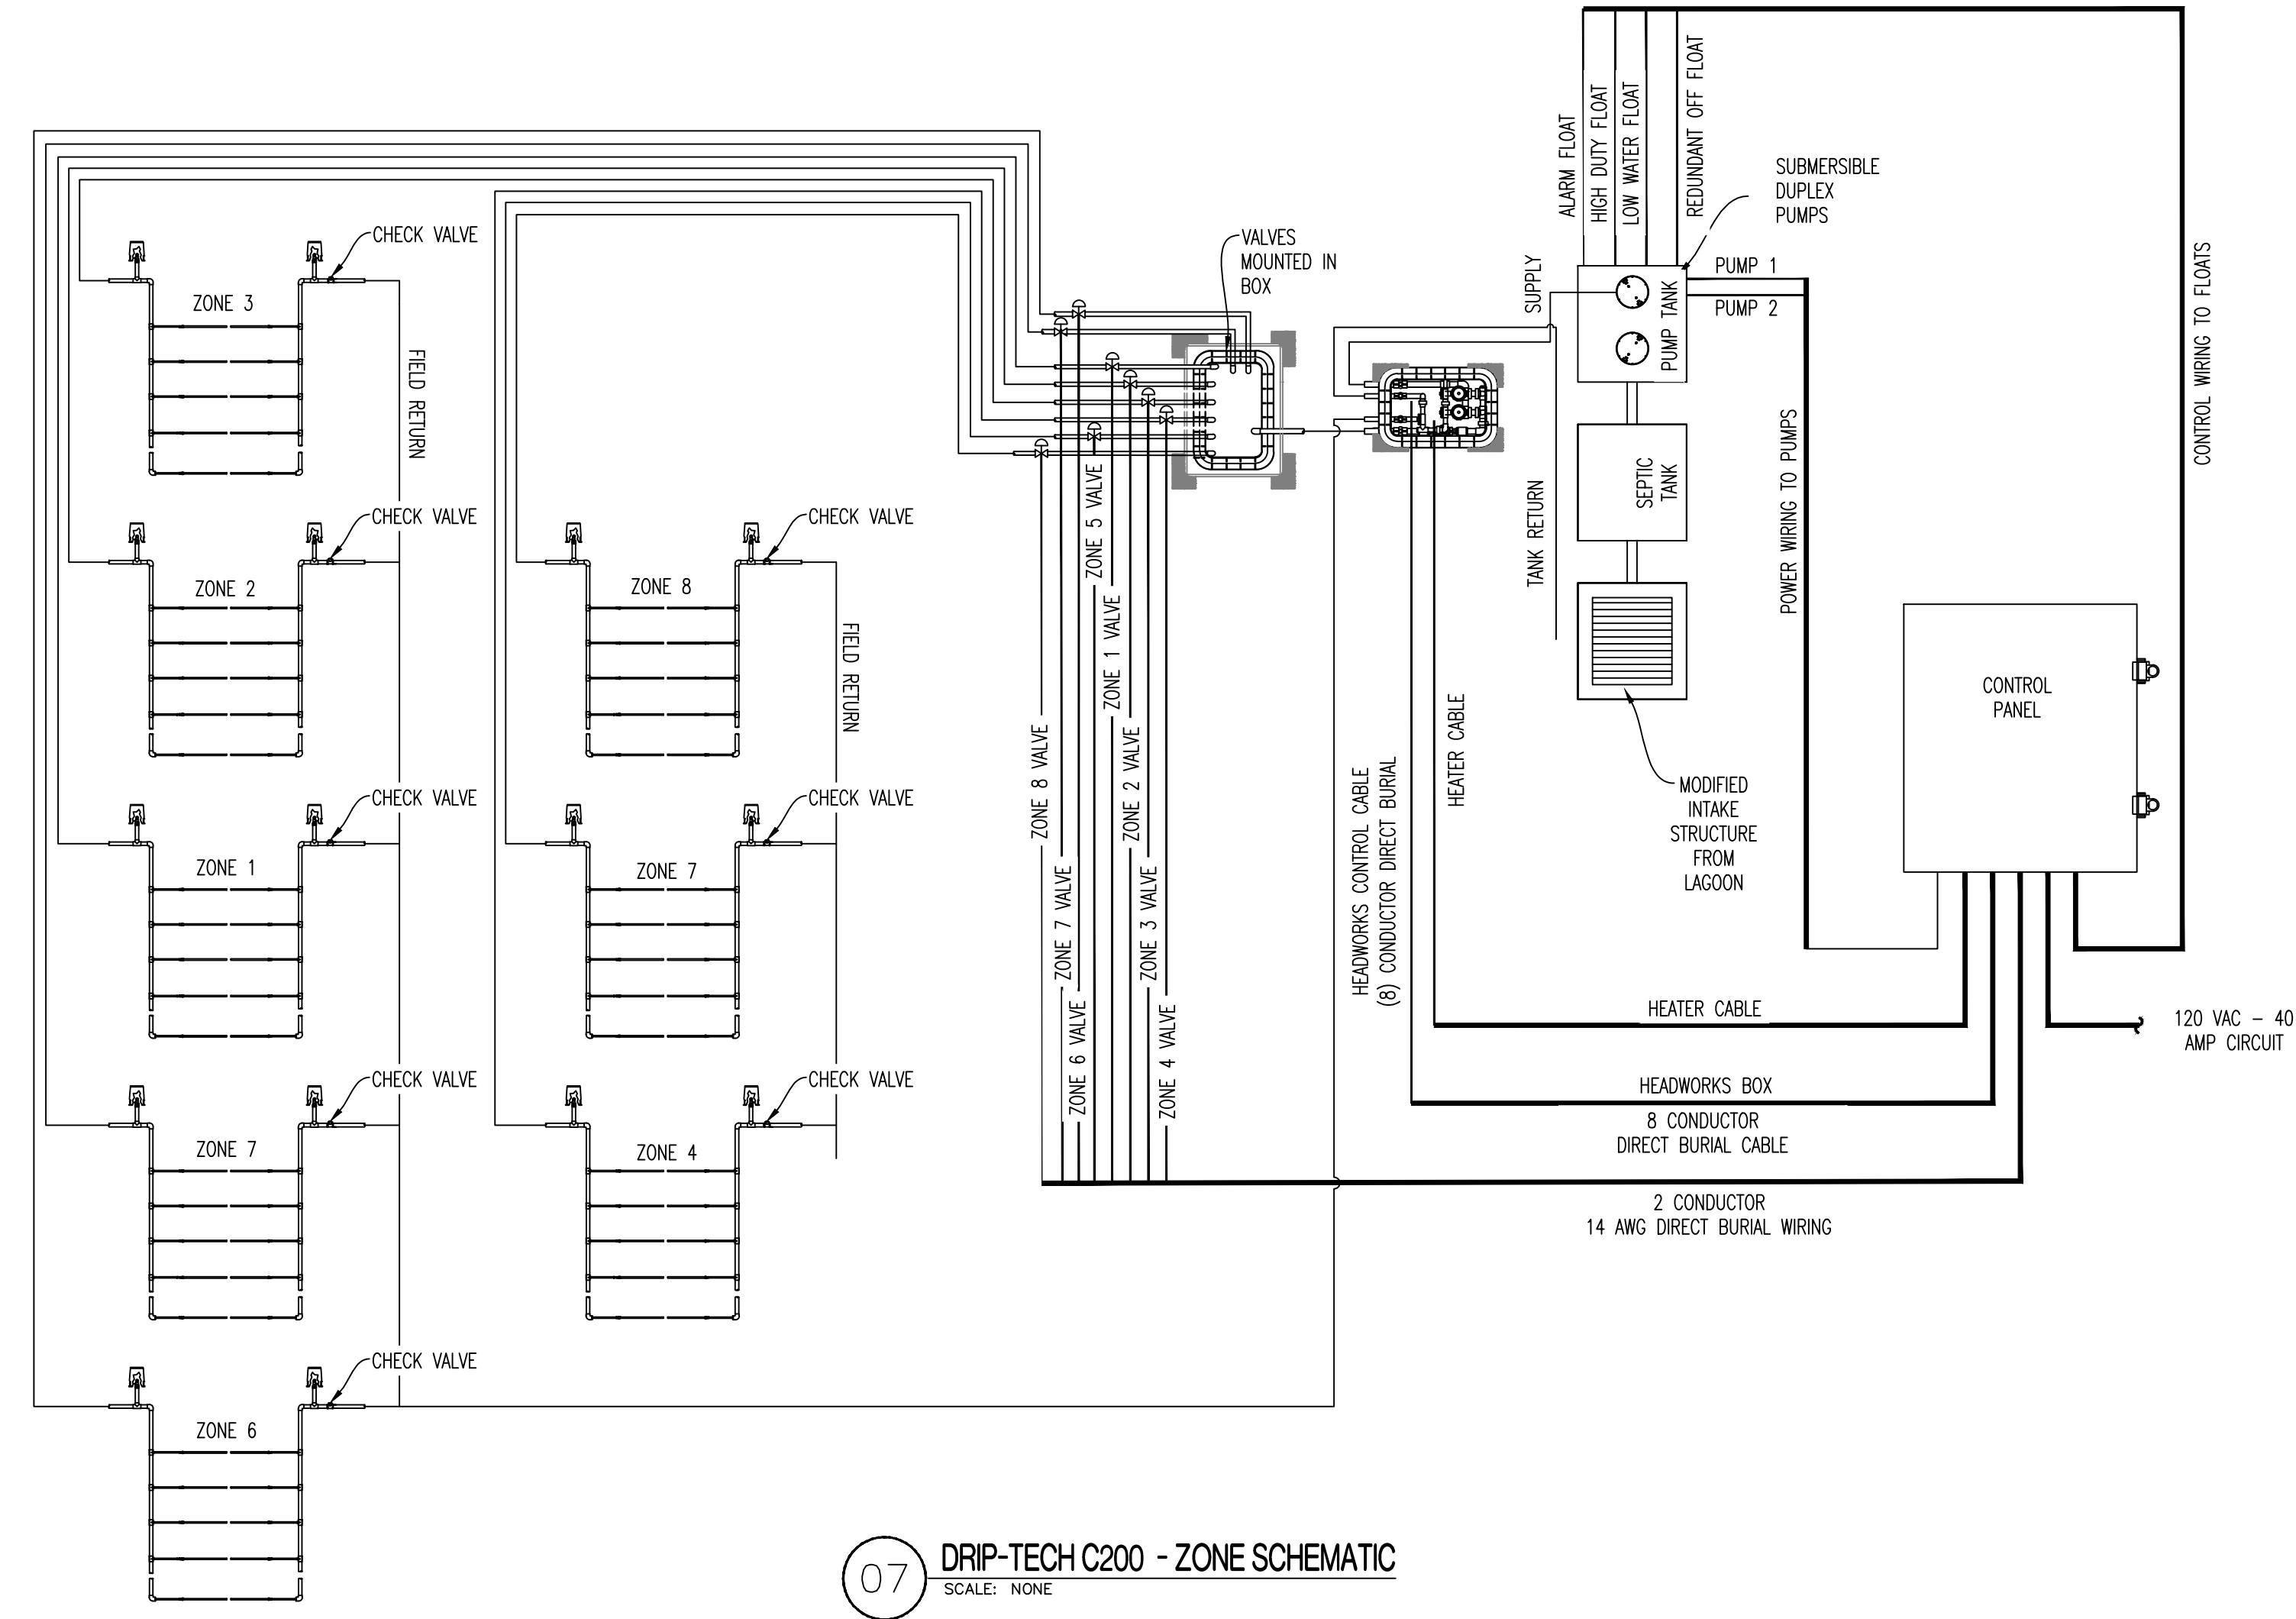 ALARM FLOAT
HIGH DUTY FLOAT
LOW WATER FLOAT
REDUNDANT OFF FLOAT
SUBMERSIBLE
DUPLEX
PUMPS
CHECK VALVE
VALVES
MOUNTED IN
BOX
SUPPLY
PUMP TANK
PUMP 1
PUMP 2
CONTROL WIRING TO FLOATS
ZONE 3
FIELD RETURN
SEPTIC
TANK
POWER WIRING TO PUMPS
TANK RETURN
CHECK VALVE
CHECK VALVE
ZONE 2
ZONE 8
FIELD RETURN
ZONE 5 VALVE
ZONE 1 VALVE
ZONE 8 VALVE
ZONE 2 VALVE
ZONE 7 VALVE
ZONE 3 VALVE
ZONE 6 VALVE
ZONE 4 VALVE
HEADWORKS CONTROL CABLE
(8) CONDUCTOR DIRECT BURIAL
HEATER CABLE
CONTROL
PANEL
MODIFIED
INTAKE
STRUCTURE
FROM
LAGOON
CHECK VALVE
CHECK VALVE
ZONE 1
ZONE 7
HEATER CABLE
120 VAC - 40
AMP CIRCUIT
CHECK VALVE
CHECK VALVE
HEADWORKS BOX
8 CONDUCTOR
DIRECT BURIAL CABLE
ZONE 7
ZONE 4
2 CONDUCTOR
14 AWG DIRECT BURIAL WIRING
CHECK VALVE
ZONE 6
07
DRIP-TECH C200 - ZONE SCHEMATIC
SCALE: NONE